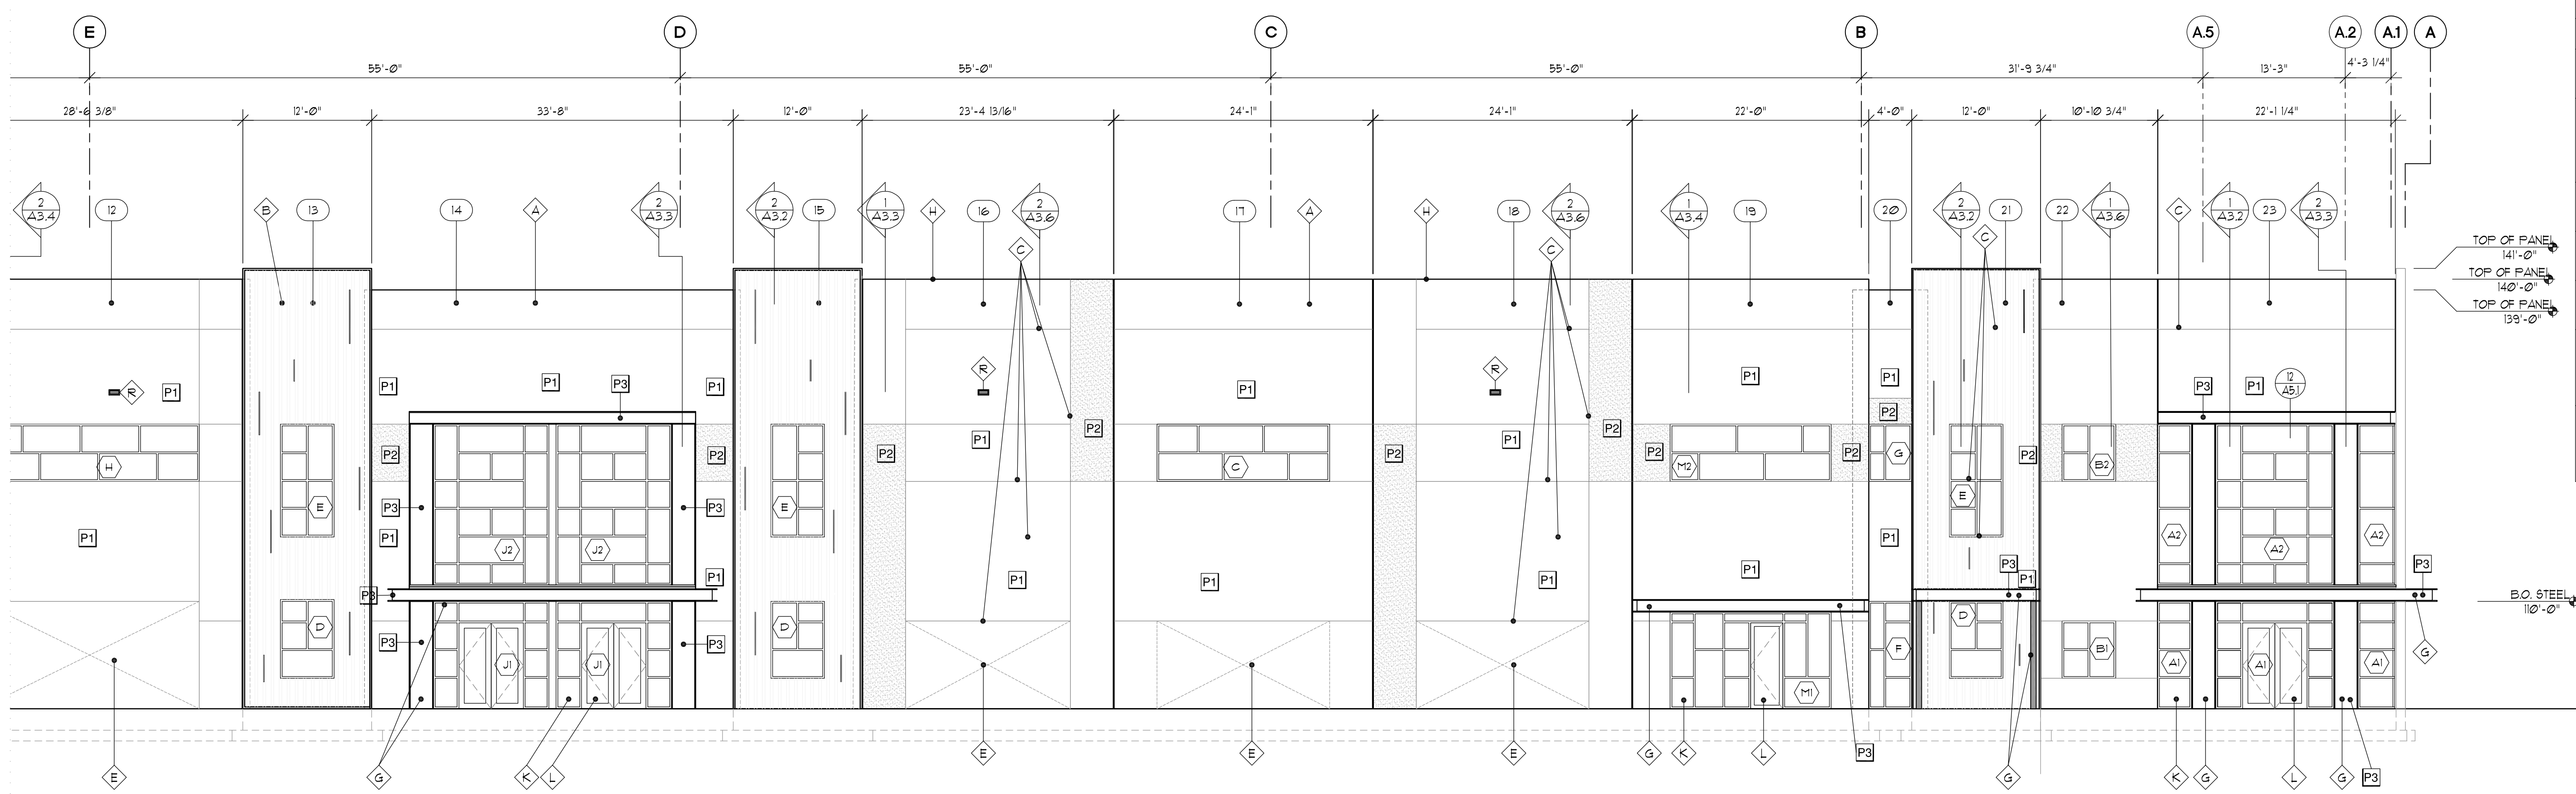 E D C B A.5 A.2 A.1 A
55'-0" 55'-0" 55'-0" 31'-9 3/4" 13'-3" 4'-3 1/4"
28'-6 3/8" 12'-0" 33'-8" 12'-0" 23'-4 13/16" 24'-1" 24'-1" 22'-0" 4'-0" 12'-0" 10'-10 3/4" 22'-1 1/4"
2 2 2 1 2 2 1 2 1 1 2
A3.4 12 B 13 14 A A3.3 A3.2 15 A3.3 H 16 A3.6 17 A H 18 A3.6 A3.4 19 20 A3.2 21 22 A3.6 C A3.2 23 A3.3
C C C
TOP OF PANEL
141'-0"
TOP OF PANEL
140'-0"
TOP OF PANEL
139'-0"
R R
R P1 P1 P1 P3 P1 P1 P1 P1 P3 P1 12
A5.1
P2 P2 P2 P2
P1 P1
P2 P2 P2 P2 P2 M2 P2 G P2 B2
H C
E P3 P3 E E
P1 P1 P1 A2 A2
J2 J2 A2
P1 P1 P1 P1 P3 P1 P3
P3
B.O. STEEL
110'-0"
D D D
P3 P3 F B1 G
J1 J1 A1 A1 A1
M1
E E E G K L P3
E G K L G K G L G P3